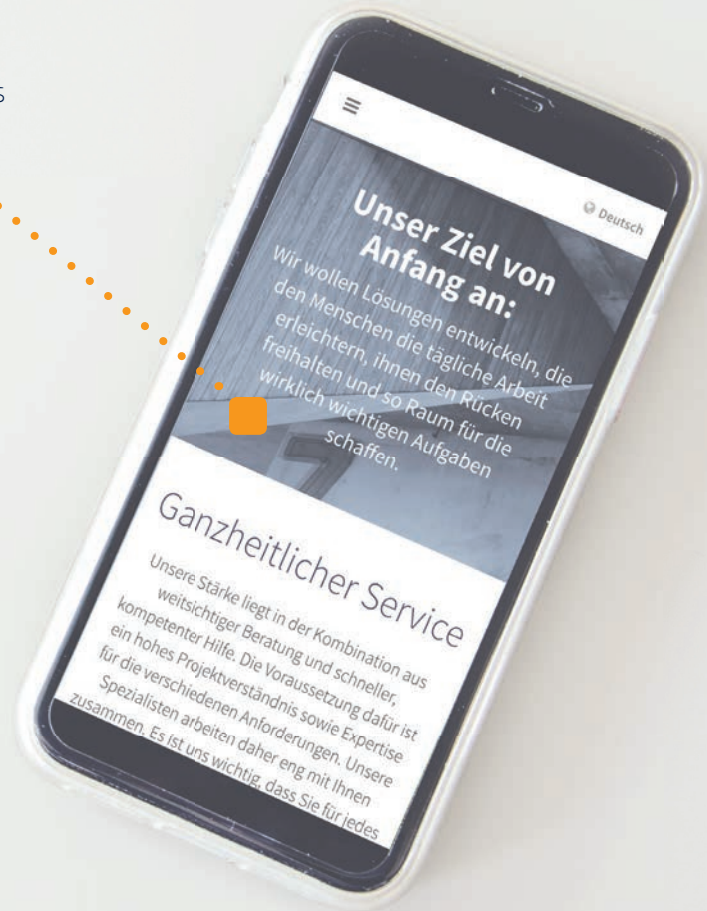 s
Deutsch
Unser Ziel von
Anfang an:
Wir wollen Lösungen entwickeln, die
den Menschen die tägliche Arbeit
erleichtern, ihnen den Rücken
freihalten und so Raum für die
wirklich wichtigen Aufgaben
schaffen.
7
Ganzheitlicher Service
Unsere Stärke liegt in der Kombination aus
weitsichtiger Beratung und schneller,
kompetenter Hilfe. Die Voraussetzung dafür ist
ein hohes Projektverständnis sowie Expertise
für die verschiedenen Anforderungen. Unsere
Spezialisten arbeiten daher eng mit Ihnen
zusammen. Es ist uns wichtig, dass Sie für jedes